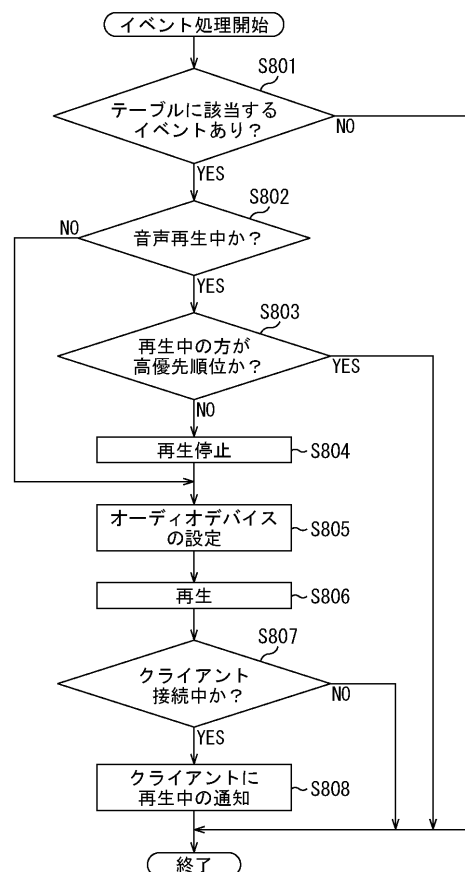 イベント処理開始
S801
テーブルに該当する
イベントあり？
NO
YES
S802
NO
音声再生中か？
YES
S803
再生中の方が
高優先順位か？
YES
NO
再生停止
S804
オーディオデバイス
の設定
S805
再生
S806
S807
クライアント
接続中か？
NO
YES
クライアントに
再生中の通知
S808
終了